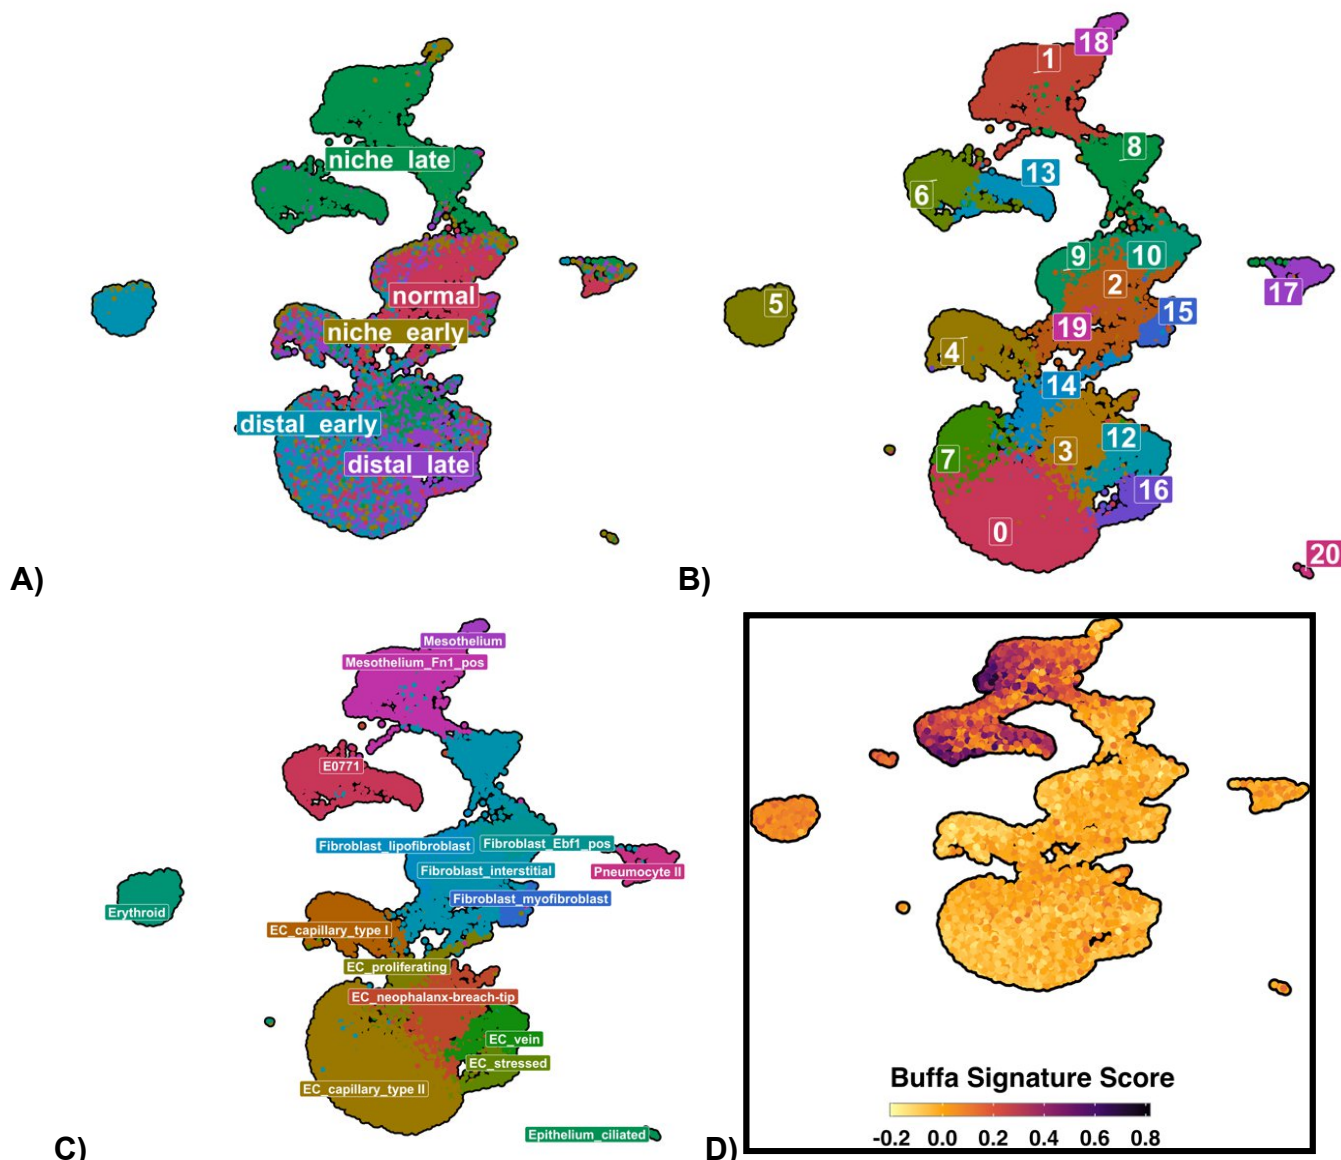 niche_late
normal
niche_early
distal_early
distal_late
A)
18
1
8
13
6
9
10
2
5
17
15
19
4
14
12
3
7
16
0
20
B)
Mesothelium
Mesothelium_Fn1_pos
E0771
Fibroblast_lipofibroblast
Fibroblast_Ebf1_pos
Fibroblast_interstitial
Pneumocyte II
Fibroblast_myofibroblast
Erythroid
EC_capillary_type I
EC_proliferating
EC_neophalanx-breach-tip
EC_vein
EC_stressed
EC_capillary_type II
Epithelium_ciliated
C)
Buffa Signature Score
-0.2 0.0 0.2 0.4 0.6 0.8
D)